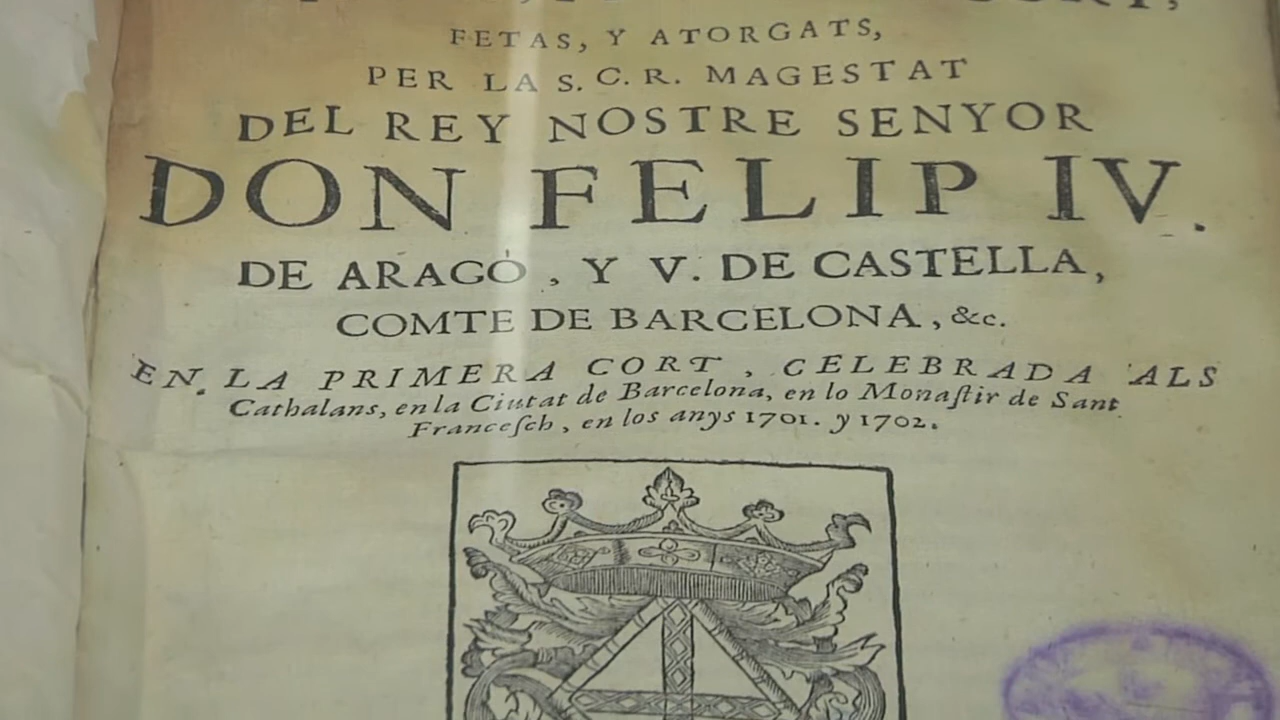 FETAS, Y ATORGATS,
PER LA S. C. R. MAGESTAT
DEL REY NOSTRE SENYOR
DON FELIP IV.
DE ARAGÒ, Y V. DE CASTELLA,
COMTE DE BARCELONA, &c.
EN LA PRIMERA CORT, CELEBRADA ALS
Cathalans, en la Ciutat de Barcelona, en lo Monaſtir de Sant
Franceſch, en los anys 1701. y 1702.